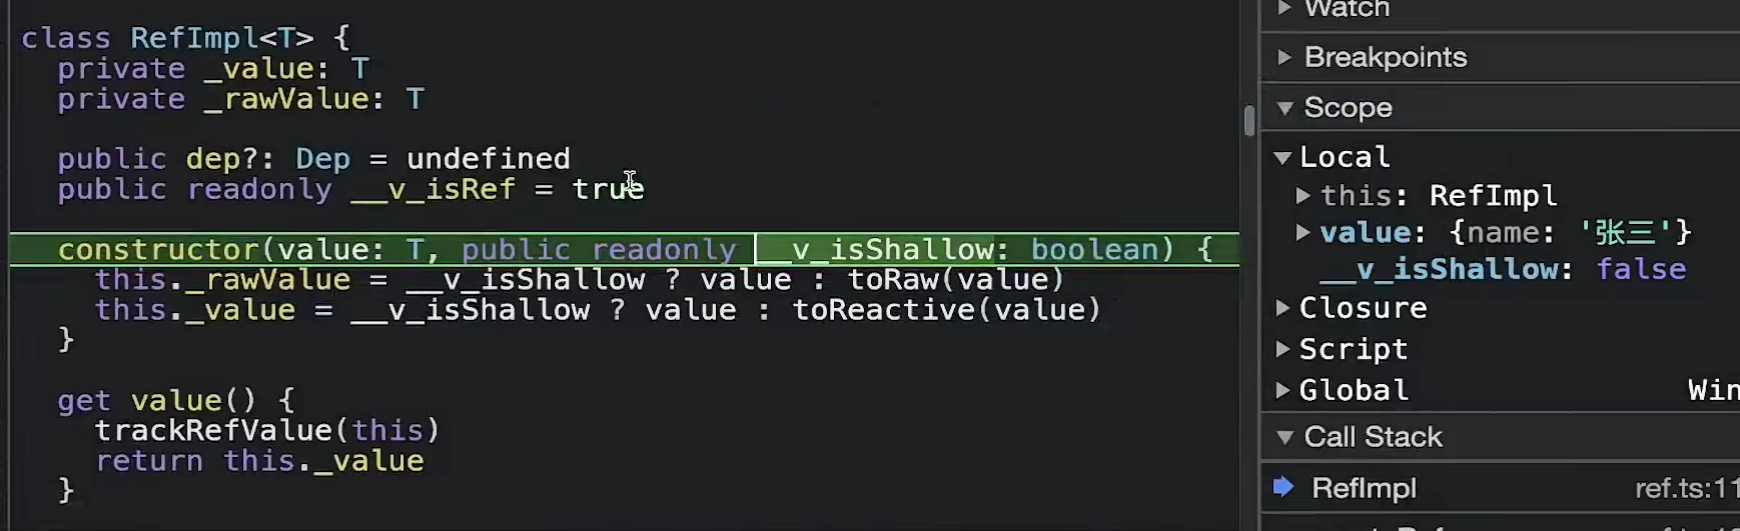 class RefImpl<T> {
private _value: T
private _rawValue: T
public dep?: Dep = undefined
public readonly __v_isRef = true
constructor(value: T, public readonly __v_isShallow: boolean) {
this._rawValue = __v_isShallow ? value : toRaw(value)
this._value = __v_isShallow ? value : toReactive(value)
}
get value() {
trackRefValue(this)
return this._value
}
Watch
Breakpoints
Scope
Local
this: RefImpl
value: {name: '张三'}
__v_isShallow: false
Closure
Script
Global Win
Call Stack
RefImpl ref.ts:11